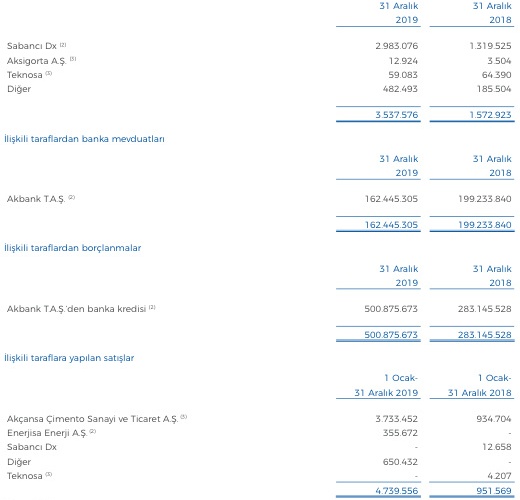 31 Aralık 31 Aralık
2019 2018
Sabancı Dx (2) 2.983.076 1.319.525
Aksigorta A.Ş. (3) 12.924 3.504
Teknosa (3) 59.083 64.390
Diğer 482.493 185.504
3.537.576 1.572.923
İlişkili taraflardan banka mevduatları
31 Aralık 31 Aralık
2019 2018
Akbank T.A.Ş. (2) 162.445.305 199.233.840
162.445.305 199.233.840
İlişkili taraflardan borçlanmalar
31 Aralık 31 Aralık
2019 2018
Akbank T.A.Ş.'den banka kredisi (2) 500.875.673 283.145.528
500.875.673 283.145.528
İlişkili taraflara yapılan satışlar
1 Ocak- 1 Ocak-
31 Aralık 2019 31 Aralık 2018
Akçansa Çimento Sanayi ve Ticaret A.Ş. (3) 3.733.452 934.704
Enerjisa Enerji A.Ş. (2) 355.672 -
Sabancı Dx - 12.658
Diğer 650.432 -
Teknosa (3) - 4.207
4.739.556 951.569